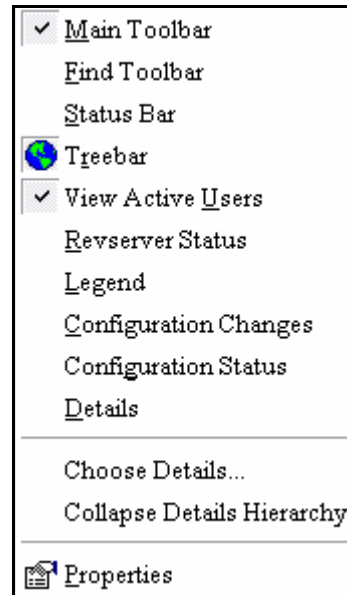 Main Toolbar
Find Toolbar
Status Bar
Treebar
View Active Users
Revserver Status
Legend
Configuration Changes
Configuration Status
Details
Choose Details...
Collapse Details Hierarchy
Properties